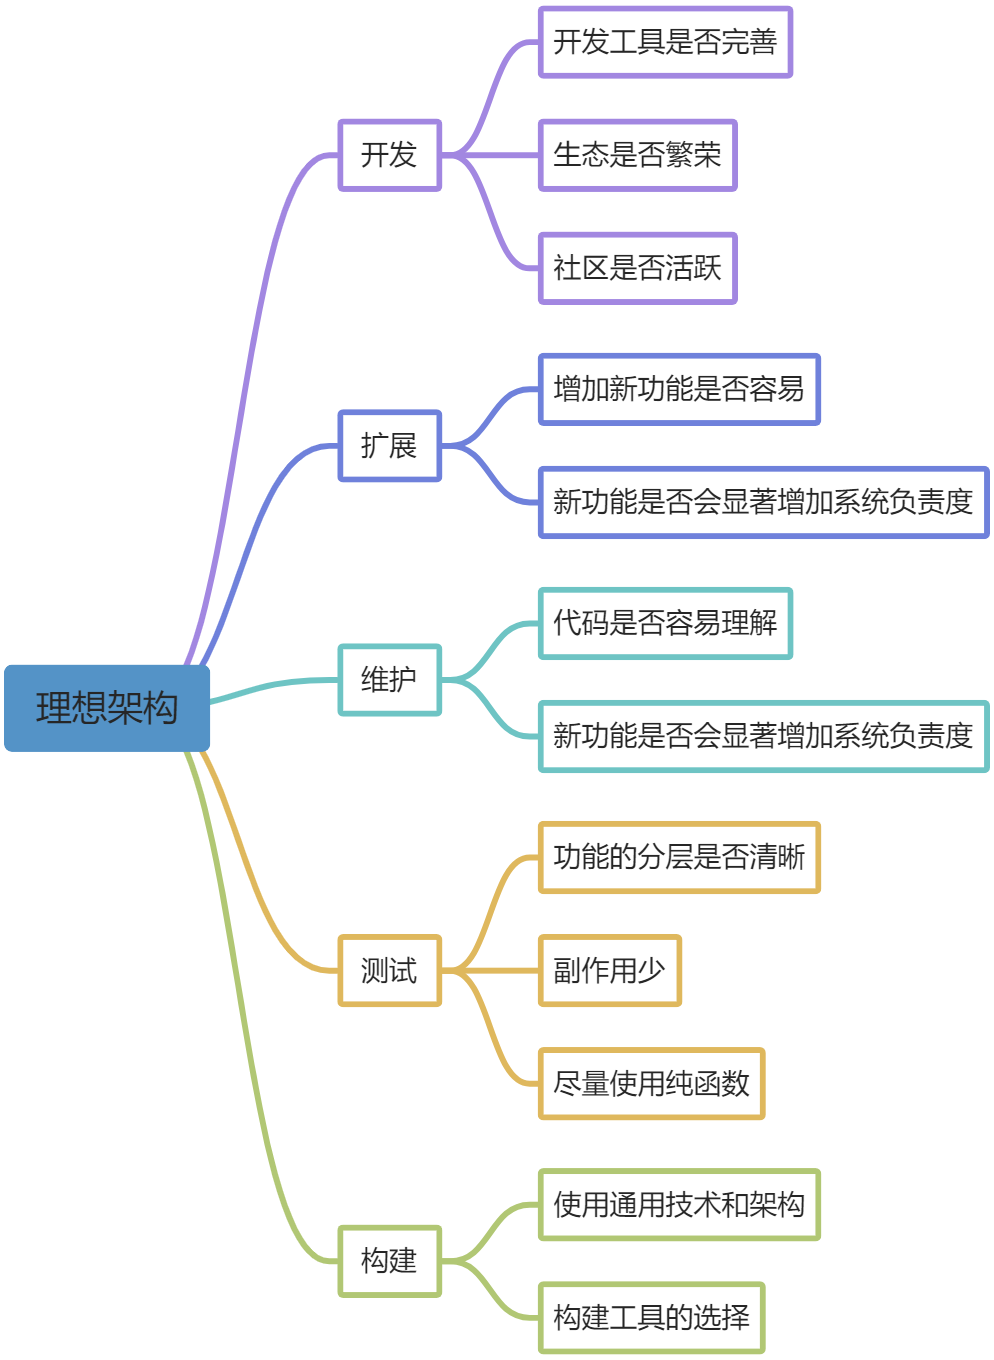 理想架构
开发
开发工具是否完善
生态是否繁荣
社区是否活跃
扩展
增加新功能是否容易
新功能是否会显著增加系统负责度
维护
代码是否容易理解
新功能是否会显著增加系统负责度
测试
功能的分层是否清晰
副作用少
尽量使用纯函数
构建
使用通用技术和架构
构建工具的选择